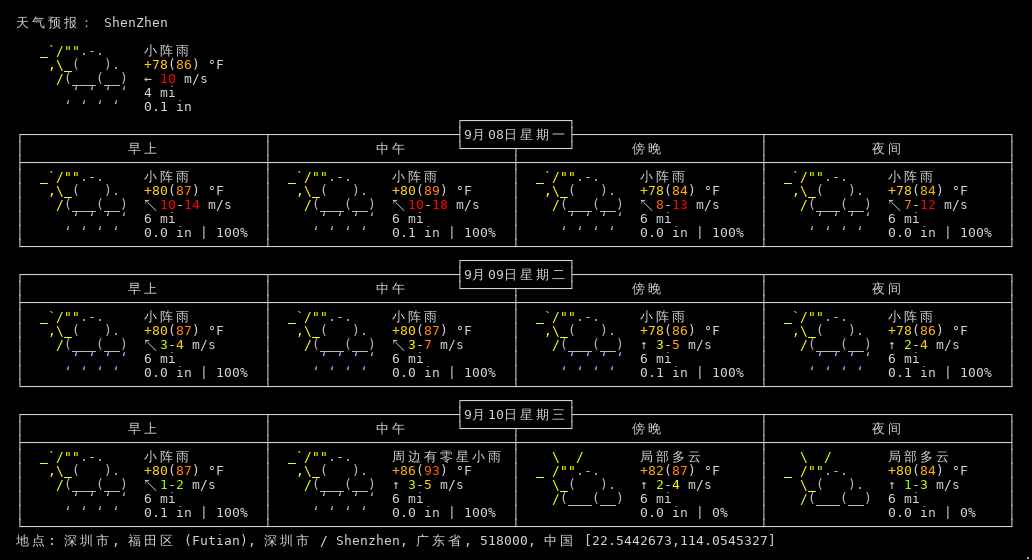 天气预报： ShenZhen
小阵雨
+78(86) °F
← 10 m/s
4 mi
0.1 in
9月08日星期一
早上 中午 傍晚 夜间
小阵雨 小阵雨 小阵雨 小阵雨
+80(87) °F +80(89) °F +78(84) °F +78(84) °F
↖ 10-14 m/s ↖ 10-18 m/s ↖ 8-13 m/s ↖ 7-12 m/s
6 mi 6 mi 6 mi 6 mi
0.0 in | 100% 0.1 in | 100% 0.0 in | 100% 0.0 in | 100%
9月09日星期二
早上 中午 傍晚 夜间
小阵雨 小阵雨 小阵雨 小阵雨
+80(87) °F +80(87) °F +78(86) °F +78(86) °F
↖ 3-4 m/s ↖ 3-7 m/s ↑ 3-5 m/s ↑ 2-4 m/s
6 mi 6 mi 6 mi 6 mi
0.0 in | 100% 0.0 in | 100% 0.1 in | 100% 0.1 in | 100%
9月10日星期三
早上 中午 傍晚 夜间
小阵雨 周边有零星小雨 局部多云 局部多云
+80(87) °F +86(93) °F +82(87) °F +80(84) °F
↖ 1-2 m/s ↑ 3-5 m/s ↑ 2-4 m/s ↑ 1-3 m/s
6 mi 6 mi 6 mi 6 mi
0.1 in | 100% 0.0 in | 100% 0.0 in | 0% 0.0 in | 0%
地点: 深圳市, 福田区 (Futian), 深圳市 / Shenzhen, 广东省, 518000, 中国 [22.5442673,114.0545327]